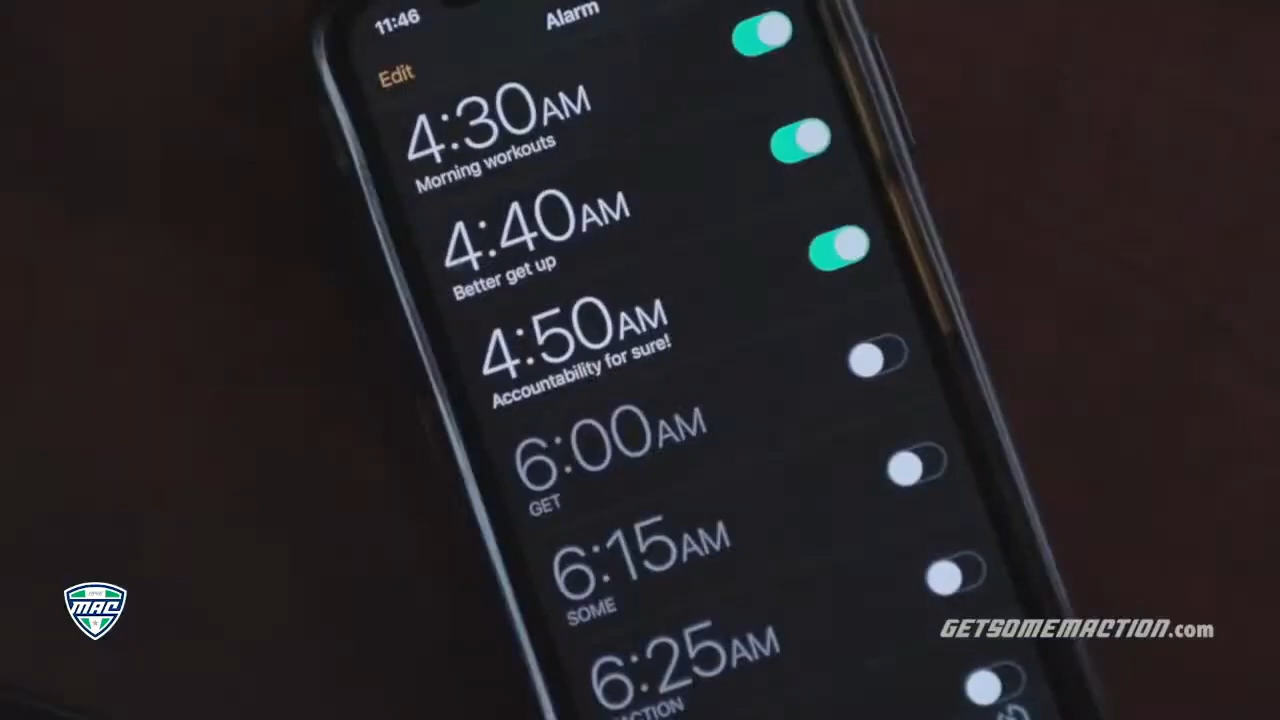 11:46
Alarm
Edit
4:30AM
Morning workouts
4:40AM
Better get up
4:50AM
Accountability for sure!
6:00AM
GET
6:15AM
SOME
6:25AM
MAC
GETSOMEMACTION.com